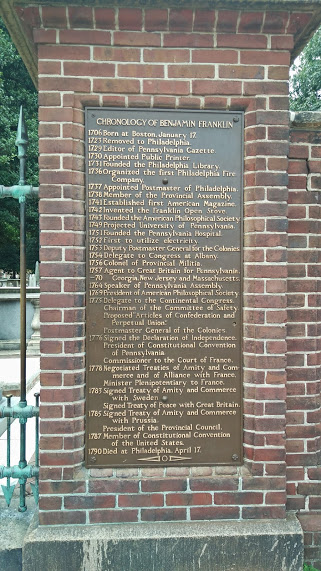 CHRONOLOGY OF BENJAMIN FRANKLIN
1706 Born at Boston, January 17.
1723 Removed to Philadelphia.
1729 Editor of Pennsylvania Gazette.
1730 Appointed Public Printer.
1731 Founded the Philadelphia Library.
1736 Organized the first Philadelphia Fire
Company.
1737 Appointed Postmaster of Philadelphia.
1738 Member of the Provincial Assembly.
1741 Established first American Magazine.
1742 Invented the Franklin Open Stove.
1743 Founded the American Philosophical Society
1749 Projected University of Pennsylvania.
1751 Founded the Pennsylvania Hospital.
1752 First to utilize electricity.
1753 Deputy Postmaster General for the Colonies.
1754 Delegate to Congress at Albany.
1756 Colonel of Provincial Militia.
1757 Agent to Great Britain for Pennsylvania,
-70 Georgia, New Jersey and Massachusetts.
1764 Speaker of Pennsylvania Assembly.
1769 President of American Philosophical Society
1775 Delegate to the Continental Congress.
Chairman of the Committee of Safety
Proposed Articles of Confederation and
Perpetual Union.
Postmaster General of the Colonies.
1776 Signed the Declaration of Independence.
President of Constitutional Convention
of Pennsylvania.
Commissioner to the Court of France.
1778 Negotiated Treaties of Amity and Com-
merce and of Alliance with France.
Minister Plenipotentiary to France.
1783 Signed Treaty of Amity and Commerce
with Sweden.
Signed Treaty of Peace with Great Britain.
1785 Signed Treaty of Amity and Commerce
with Prussia.
President of the Provincial Council.
1787 Member of Constitutional Convention
of the United States.
1790 Died at Philadelphia, April 17.